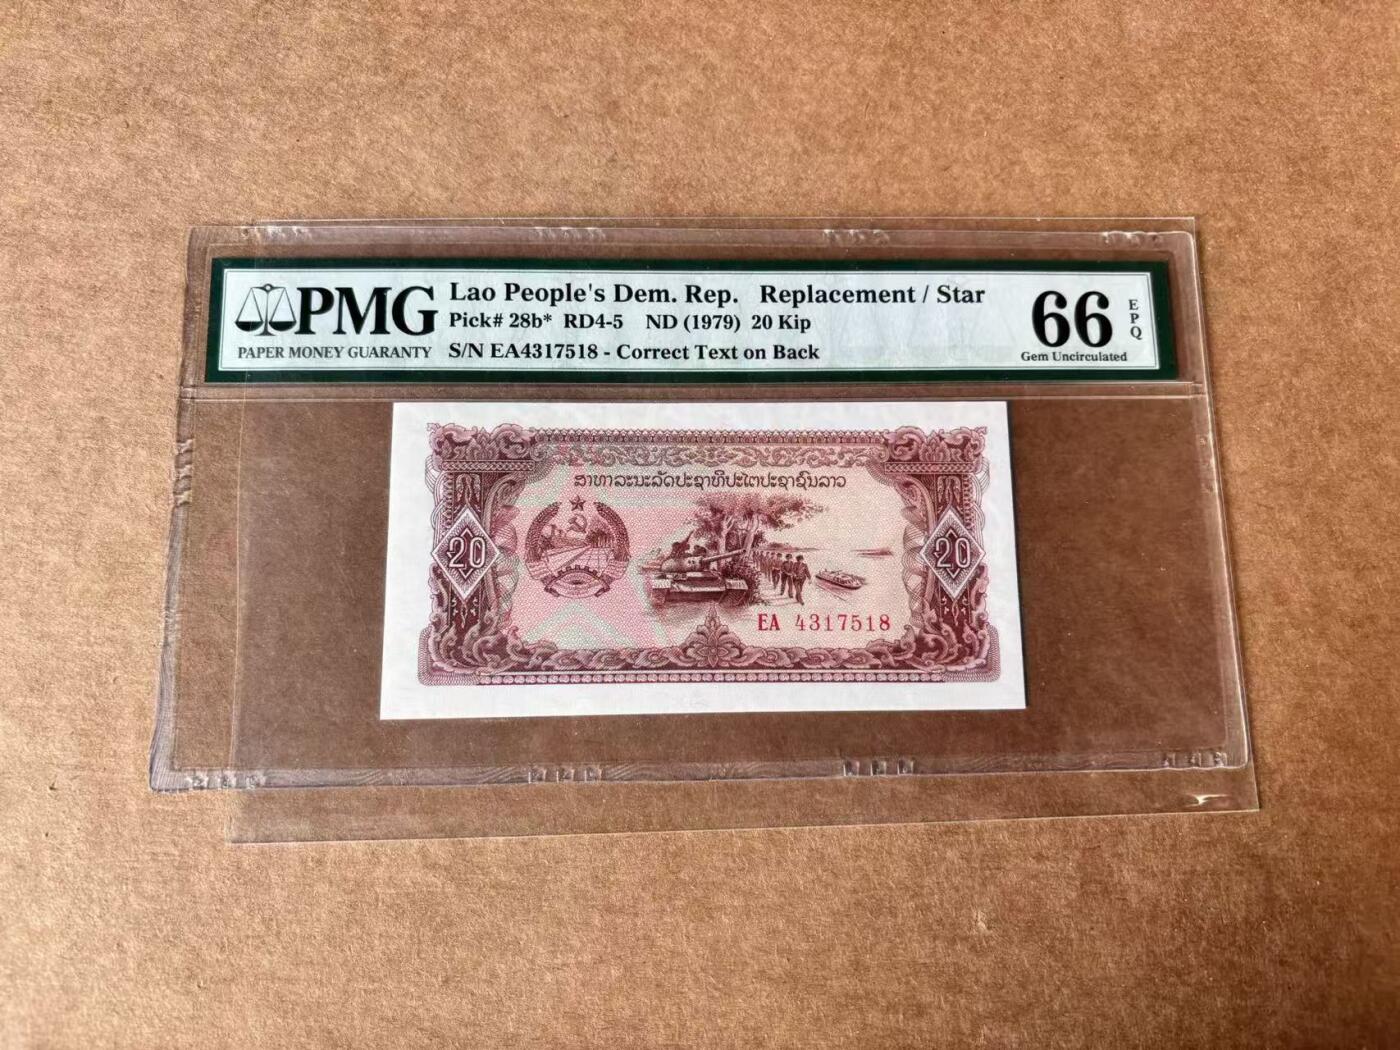 PMG
PAPER MONEY GUARANTY
Lao People's Dem. Rep. Replacement / Star
Pick# 28b* RD4-5 ND (1979) 20 Kip
S/N EA4317518 - Correct Text on Back
66 EPQ
Gem Uncirculated
ສາທາລະນະລັດປະຊາທິປະໄຕປະຊາຊົນລາວ
20
20
EA 4317518